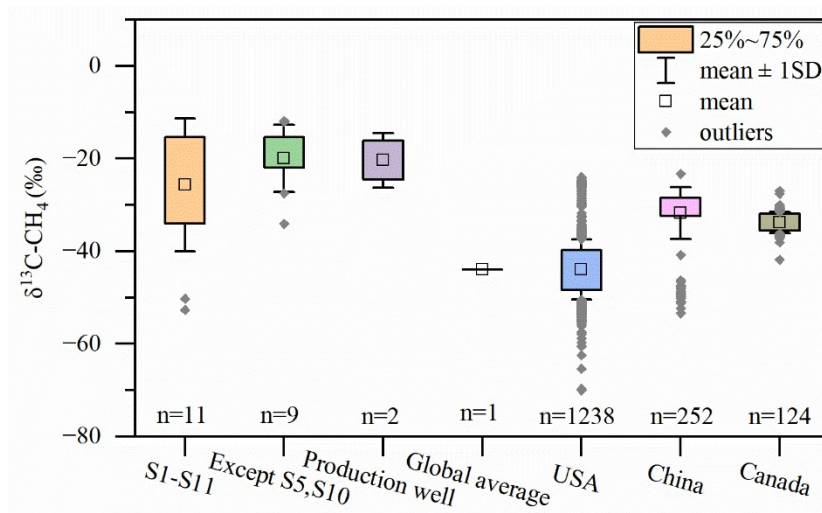 25%~75%
mean ± 1SD
mean
outliers
0
−20
−40
−60
−80
δ¹³C-CH₄ (‰)
n=11
n=9
n=2
n=1
n=1238
n=252
n=124
S1-S11
Except S5,S10
Production well
Global average
USA
China
Canada